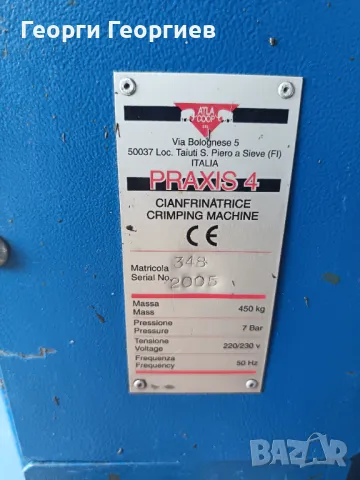 Георги Георгиев
ATLA
COOP
Via Bolognese 5
50037 Loc. Taiuti S. Piero a Sieve (FI)
ITALIA
PRAXIS 4
CIANFRINATRICE
CRIMPING MACHINE
CE
Matricola 348
Serial No. 2005
Massa
Mass 450 kg
Pressione
Pressure 7 Bar
Tensione
Voltage 220/230 v
Frequenza
Frequency 50 Hz
BAZAR
bg